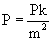 P = Pk / m²